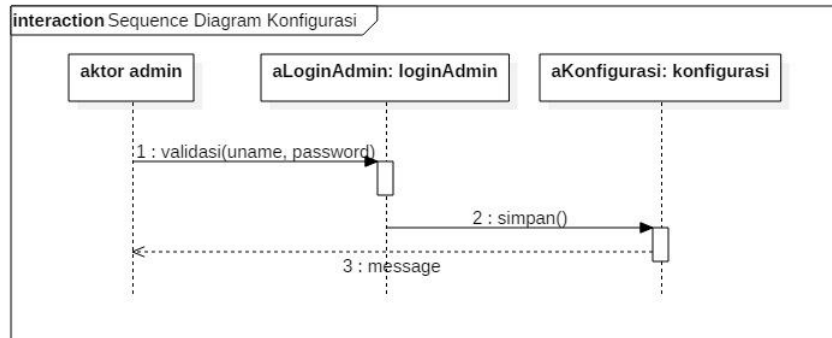 interaction Sequence Diagram Konfigurasi
aktor admin
aLoginAdmin: loginAdmin
aKonfigurasi: konfigurasi
1 : validasi(uname, password)
2 : simpan()
3 : message